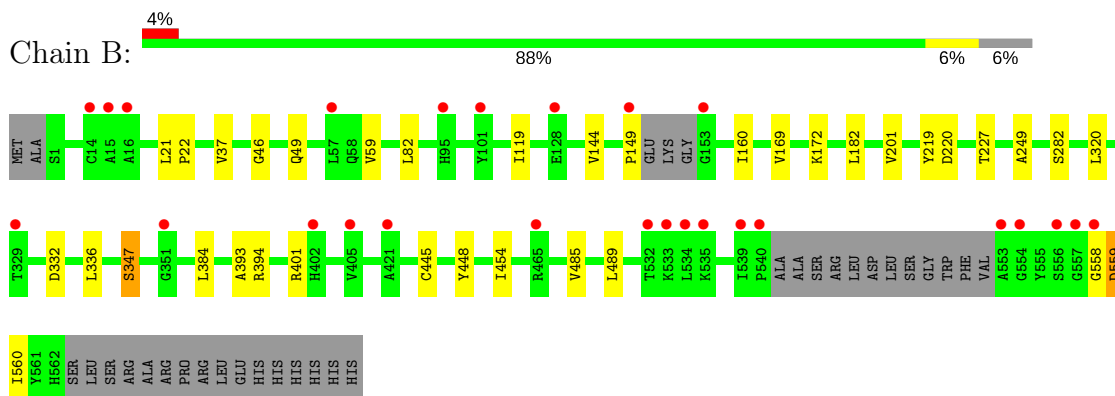 4%
Chain B:
88% 6% 6%
MET ALA S1 C14 A15 A16 L21 P22 V37 G46 Q49 L57 Q58 V59 L82 H95 Y101 I119 E128 V144 P149 GLU LYS GLY G153 I160 V169 K172 L182 V201 Y219 D220 T227 A249 S282 L320
T329 D332 L336 S347 G351 L384 A393 R394 R401 H402 V405 A421 C445 Y448 I454 R465 V485 L489 T532 K533 L534 K535 I539 P540 ALA ALA SER ARG LEU ASP LEU SER GLY TRP PHE VAL A553 G554 Y555 S556 G557 G558 D559
I560 Y561 H562 SER LEU SER ARG ALA ARG PRO ARG LEU GLU HIS HIS HIS HIS HIS HIS